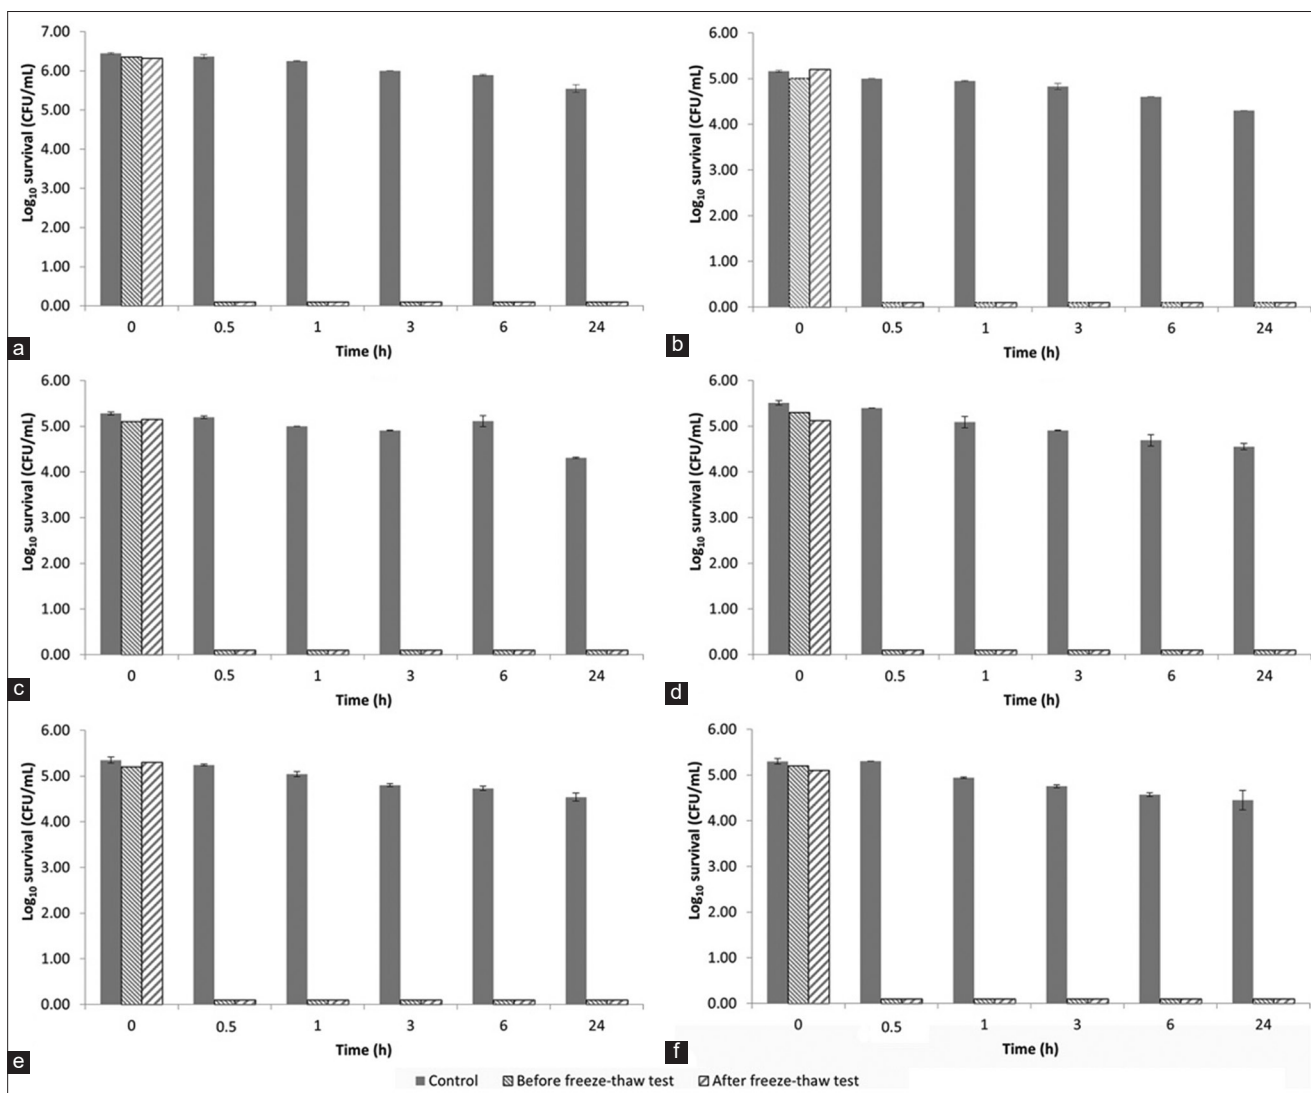 7.00
6.00
5.00
4.00
3.00
2.00
1.00
0.00
Log10 survival (CFU/mL)
0 0.5 1 3 6 24
Time (h)
a
6.00
5.00
4.00
3.00
2.00
1.00
0.00
Log10 survival (CFU/mL)
0 0.5 1 3 6 24
Time (h)
b
6.00
5.00
4.00
3.00
2.00
1.00
0.00
Log10 survival (CFU/mL)
0 0.5 1 3 6 24
Time (h)
c
6.00
5.00
4.00
3.00
2.00
1.00
0.00
Log10 survival (CFU/mL)
0 0.5 1 3 6 24
Time (h)
d
6.00
5.00
4.00
3.00
2.00
1.00
0.00
Log10 survival (CFU/mL)
0 0.5 1 3 6 24
Time (h)
e
6.00
5.00
4.00
3.00
2.00
1.00
0.00
Log10 survival (CFU/mL)
0 0.5 1 3 6 24
Time (h)
f
Control Before freeze-thaw test After freeze-thaw test